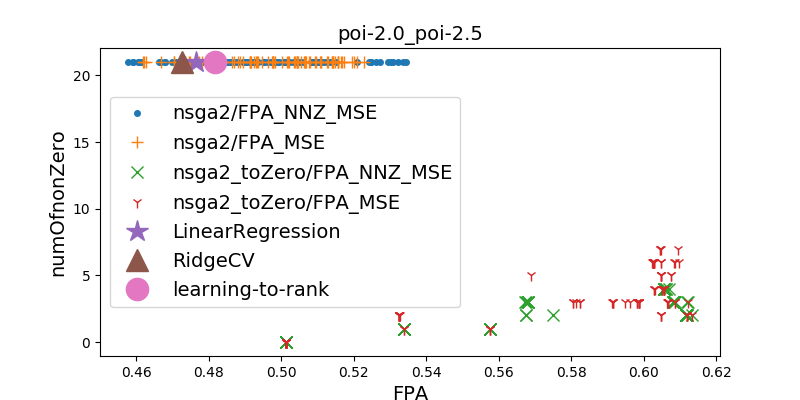 poi-2.0_poi-2.5
numOfnonZero
20
15
10
5
0
nsga2/FPA_NNZ_MSE
nsga2/FPA_MSE
nsga2_toZero/FPA_NNZ_MSE
nsga2_toZero/FPA_MSE
LinearRegression
RidgeCV
learning-to-rank
0.46 0.48 0.50 0.52 0.54 0.56 0.58 0.60 0.62
FPA